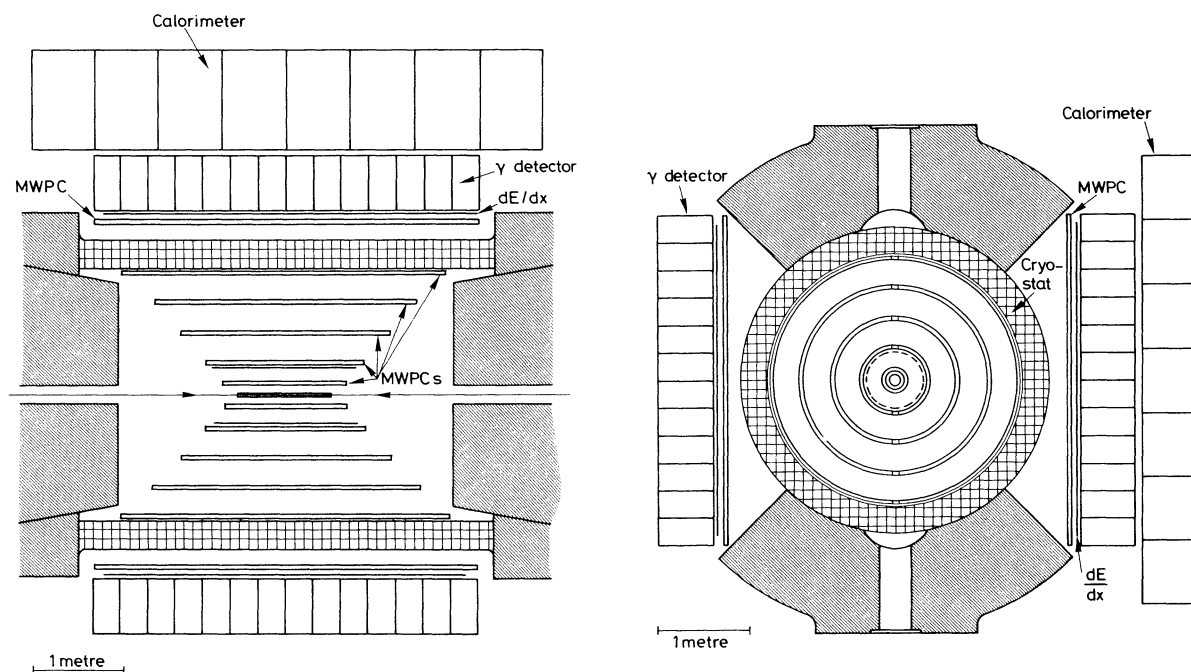 Calorimeter
γ detector
MWPC
dE/dx
MWPCs
1 metre
Calorimeter
γ detector
MWPC
Cryo-
stat
dE
dx
1 metre